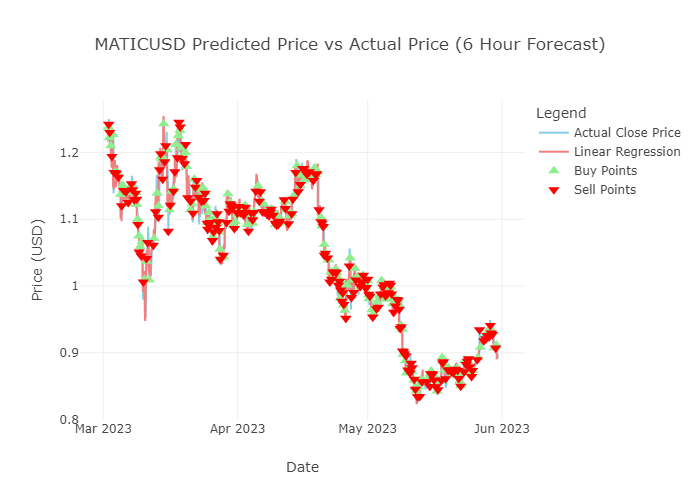 MATICUSD Predicted Price vs Actual Price (6 Hour Forecast)
Legend
Actual Close Price
Linear Regression
Buy Points
Sell Points
Price (USD)
1.2
1.1
1
0.9
0.8
Mar 2023
Apr 2023
May 2023
Jun 2023
Date